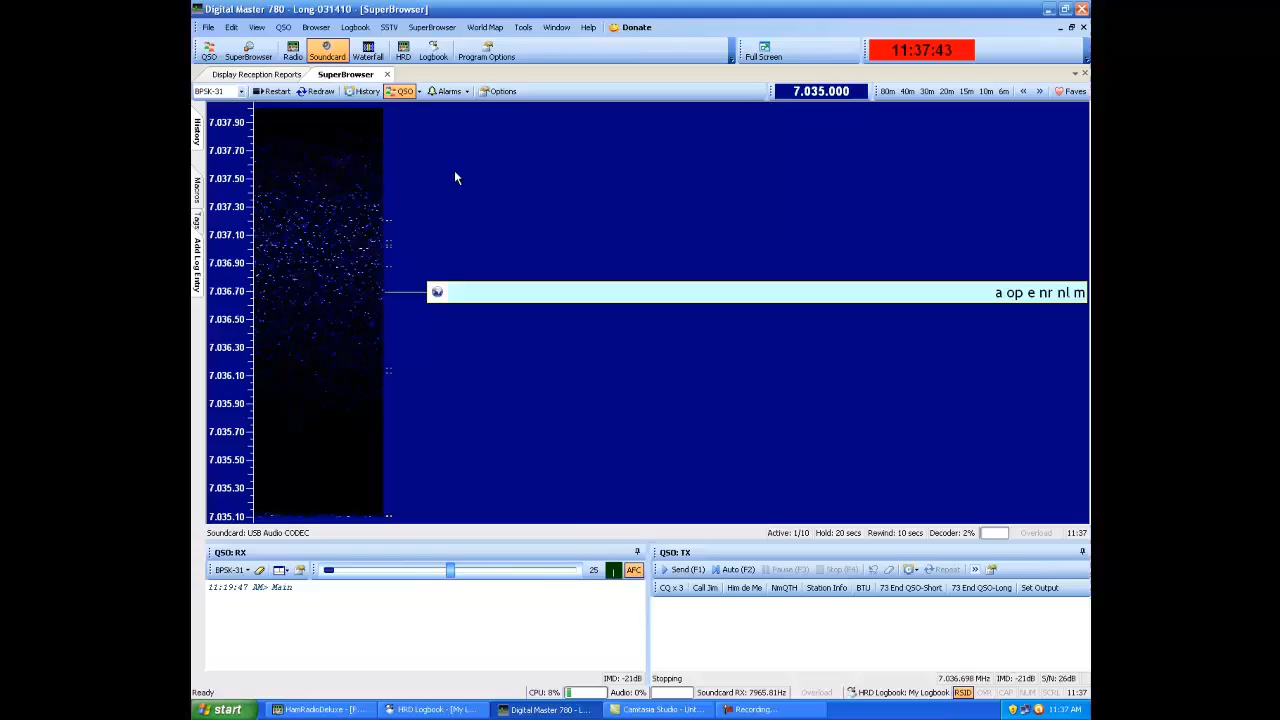 Digital Master 780 - Long-031410 - [SuperBrowser]
File Edit View QSO Browser Logbook SSTV SuperBrowser World Map Tools Window Help Donate
QSO SuperBrowser Radio Soundcard Waterfall HRD Logbook Program Options Full Screen 11:37:43
Display Reception Reports SuperBrowser
BPSK-31 Restart Redraw History QSO Alarms Options 7.035.000 80m 40m 30m 20m 15m 10m 6m « » Faves
History
Macros
Tags
Add Log Entry
7.037.90
7.037.70
7.037.50
7.037.30
7.037.10
7.036.90
7.036.70 a op e nr nl m
7.036.50
7.036.30
7.036.10
7.035.90
7.035.70
7.035.50
7.035.30
7.035.10
Soundcard: USB Audio CODEC Active: 1/10 Hold: 20 secs Rewind: 10 secs Decoder: 2% Overload 11:37
QSO: RX
BPSK-31 25 AFC
11:19:47 AM> Main
IMD: -21dB
QSO: TX
Send (F1) Auto (F2) Pause (F3) Stop (F4) Repeat »
CQ x 3 Call Jim Him de Me NmQTH Station Info BTU 73 End QSO-Short 73 End QSO-Long Set Output
Stopping 7.036.698 MHz IMD: -21dB S/N: 26dB
Ready CPU: 8% Audio: 0% Soundcard RX: 7965.81Hz Overload HRD Logbook: My Logbook RSID OVR CAP NUM SCRL 11:37
start HamRadioDeluxe - [P... HRD Logbook - [My L... Digital Master 780 - L... Camtasia Studio - Unt... Recording... 11:37 AM